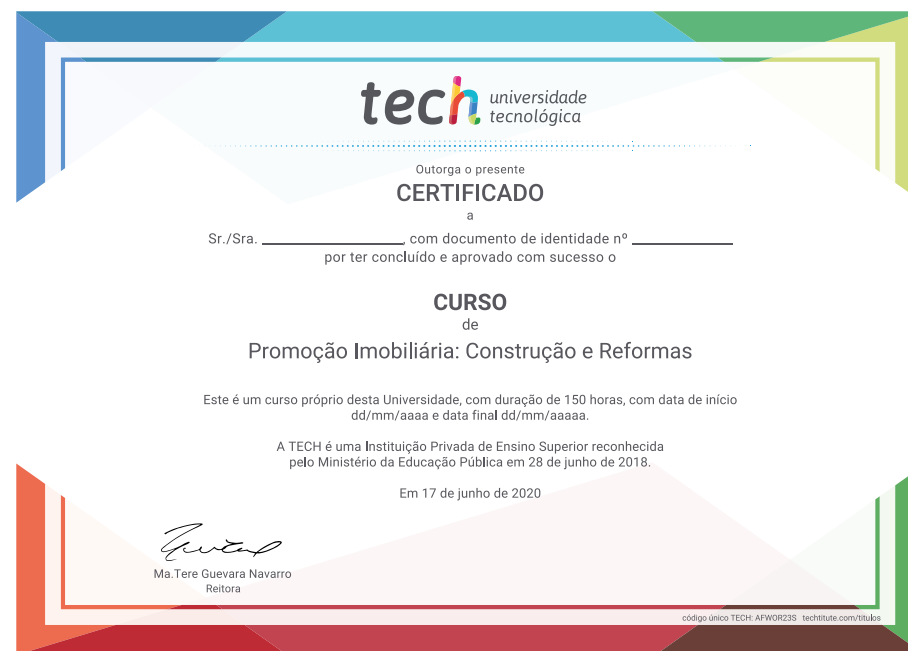 tech universidade
tecnológica
Outorga o presente
CERTIFICADO
a
Sr./Sra. ____________, com documento de identidade nº ____________
por ter concluído e aprovado com sucesso o
CURSO
de
Promoção Imobiliária: Construção e Reformas
Este é um curso próprio desta Universidade, com duração de 150 horas, com data de início
dd/mm/aaaa e data final dd/mm/aaaaa.
A TECH é uma Instituição Privada de Ensino Superior reconhecida
pelo Ministério da Educação Pública em 28 de junho de 2018.
Em 17 de junho de 2020
Ma.Tere Guevara Navarro
Reitora
código único TECH: AFWOR23S techtitute.com/titulos